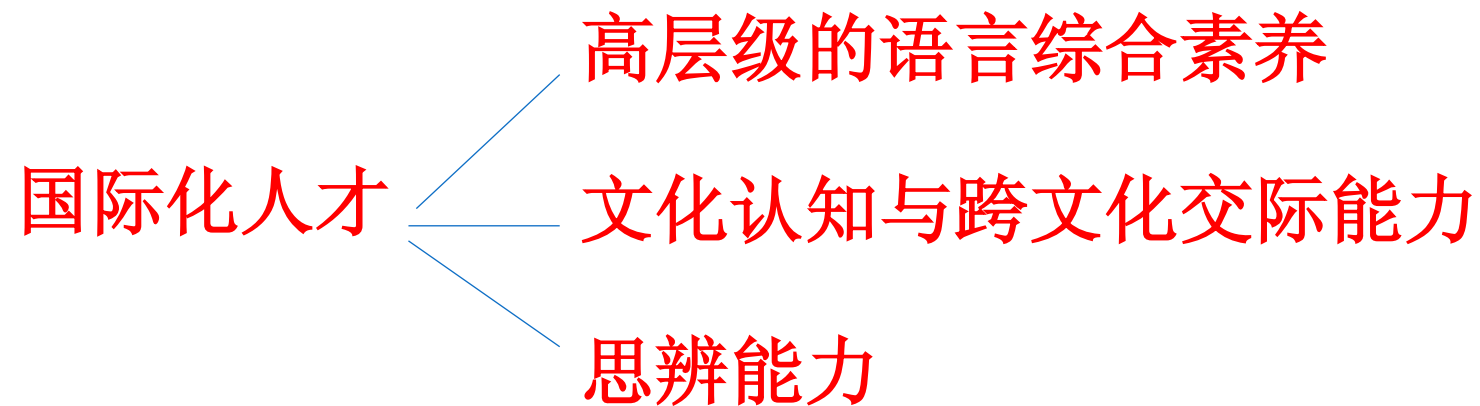 高层级的语言综合素养
国际化人才
文化认知与跨文化交际能力
思辨能力